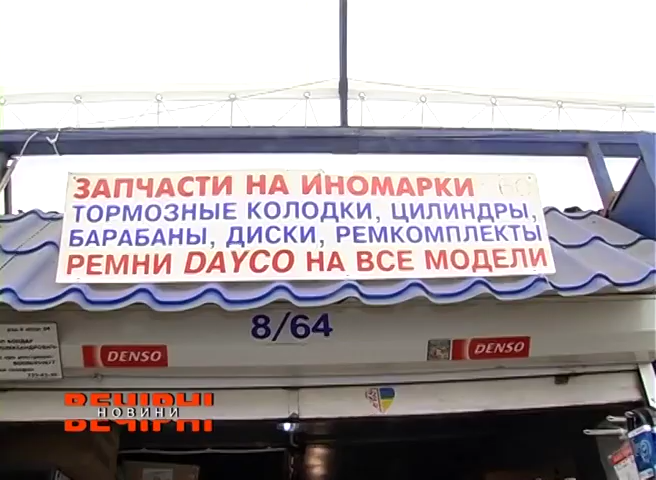 ЗАПЧАСТИ НА ИНОМАРКИ
ТОРМОЗНЫЕ КОЛОДКИ, ЦИЛИНДРЫ,
БАРАБАНЫ, ДИСКИ, РЕМКОМПЛЕКТЫ
РЕМНИ DAYCO НА ВСЕ МОДЕЛИ
8/64
DENSO
DENSO
ВЕЧІРНІ
НОВИНИ
ВЕЧІРНІ